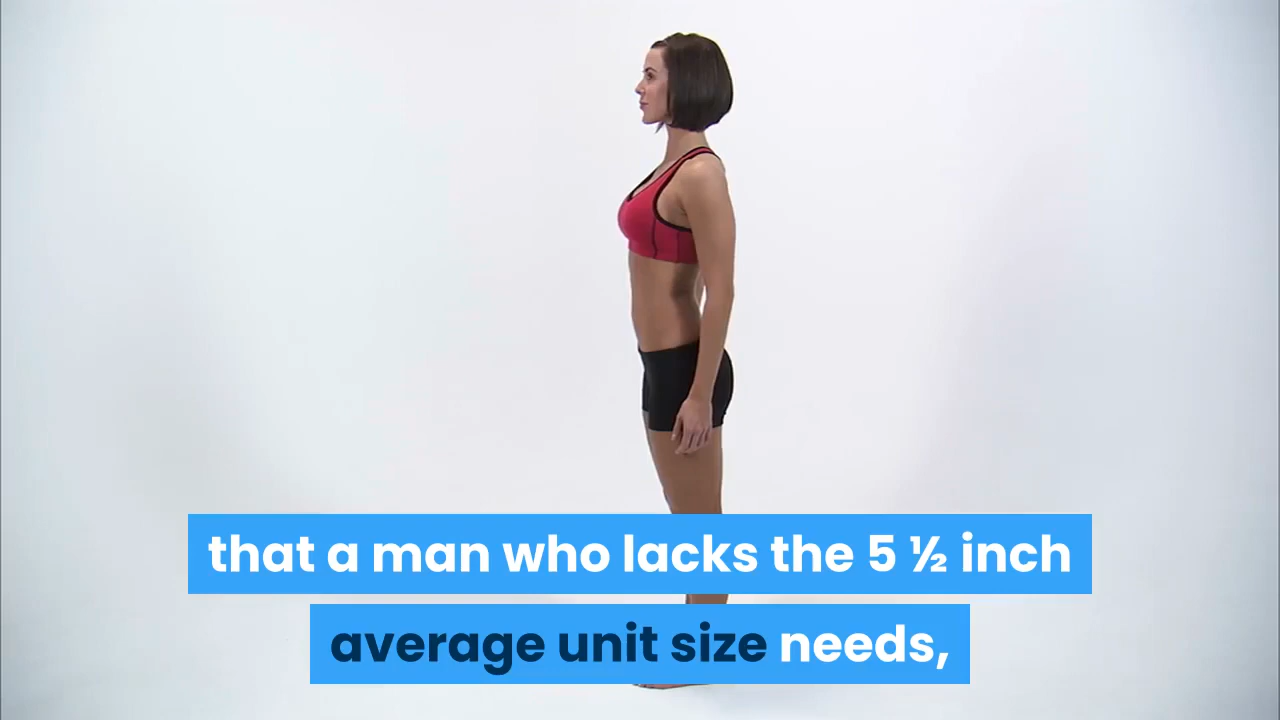 that a man who lacks the 5 ½ inch
average unit size needs,